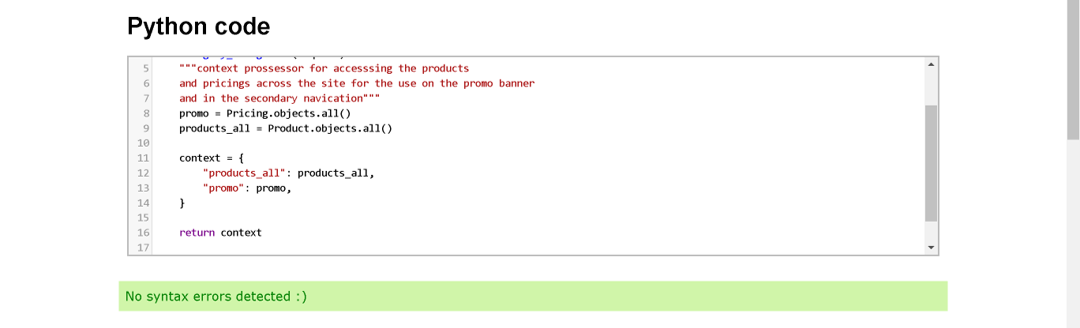 Python code
5 """context prossessor for accesssing the products
6 and pricings across the site for the use on the promo banner
7 and in the secondary navication"""
8 promo = Pricing.objects.all()
9 products_all = Product.objects.all()
10
11 context = {
12 "products_all": products_all,
13 "promo": promo,
14 }
15
16 return context
17
No syntax errors detected :)